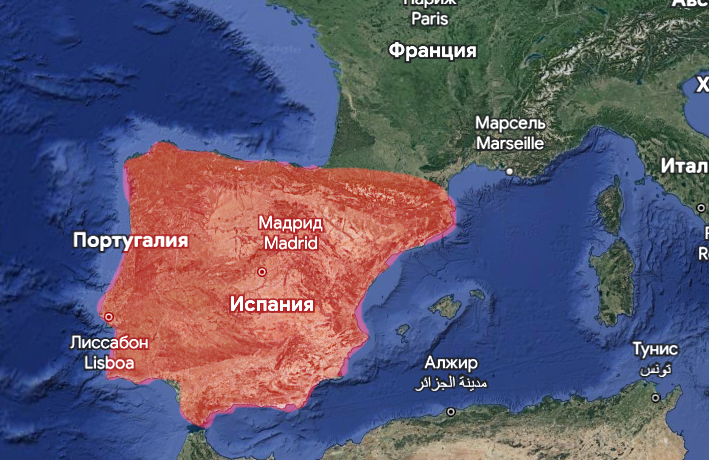 Париж
Paris
Франция
Марсель
Marseille
Итал
Мадрид
Madrid
Португалия
Испания
Лиссабон
Lisboa
Алжир
مدينة الجزائر
Тунис
تونس